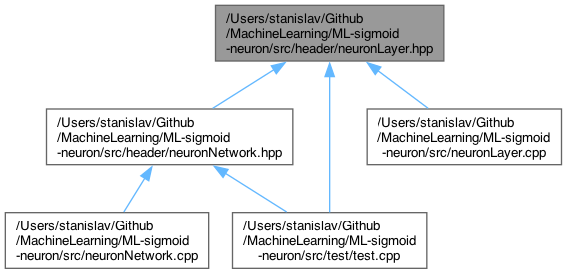 /Users/stanislav/Github
/MachineLearning/ML-sigmoid
-neuron/src/header/neuronLayer.hpp
/Users/stanislav/Github
/MachineLearning/ML-sigmoid
-neuron/src/header/neuronNetwork.hpp
/Users/stanislav/Github
/MachineLearning/ML-sigmoid
-neuron/src/neuronLayer.cpp
/Users/stanislav/Github
/MachineLearning/ML-sigmoid
-neuron/src/neuronNetwork.cpp
/Users/stanislav/Github
/MachineLearning/ML-sigmoid
-neuron/src/test/test.cpp